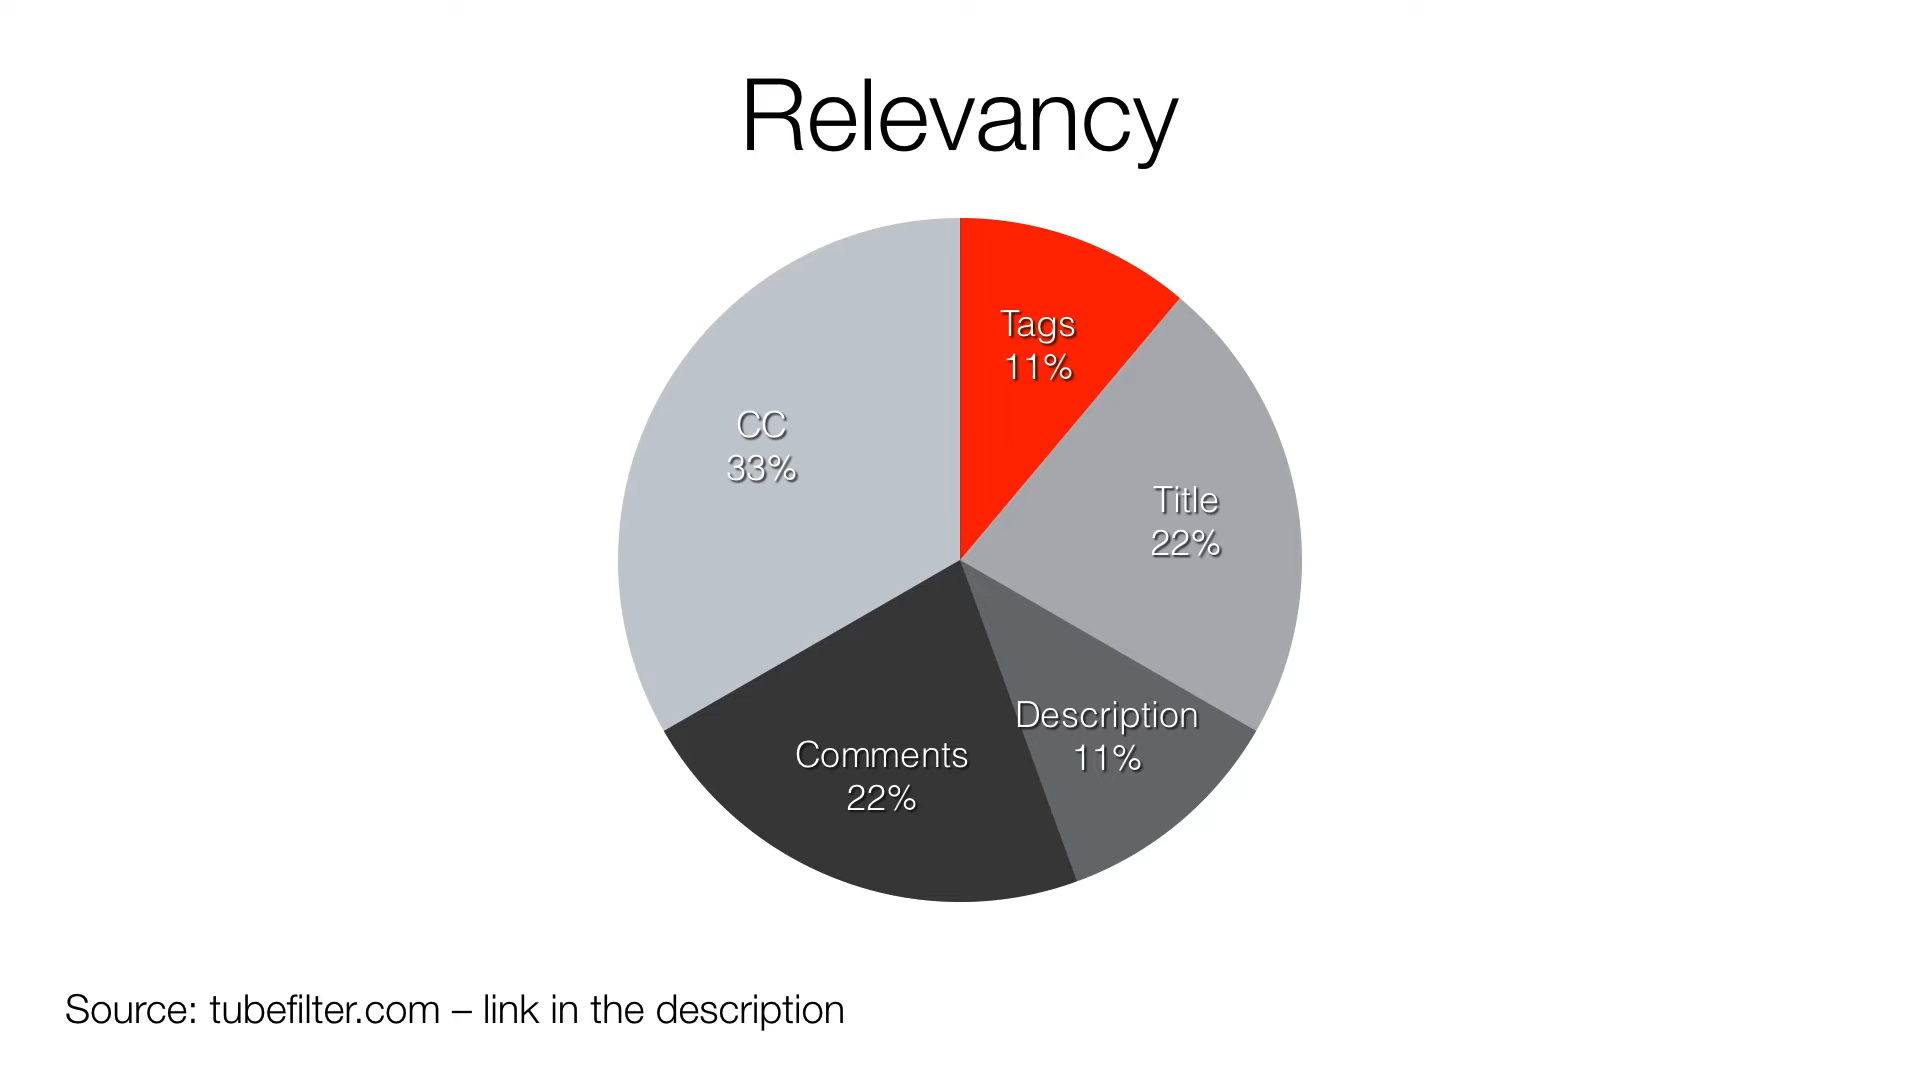 Relevancy
Tags
11%
CC
33%
Title
22%
Description
11%
Comments
22%
Source: tubefilter.com – link in the description